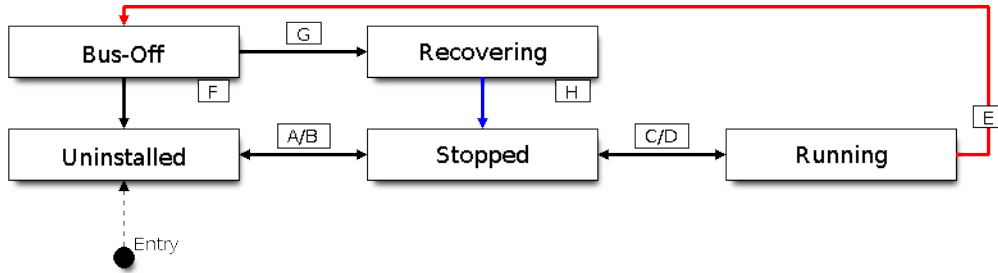 G
Bus-Off
Recovering
F
H
E
A/B
C/D
Uninstalled
Stopped
Running
Entry